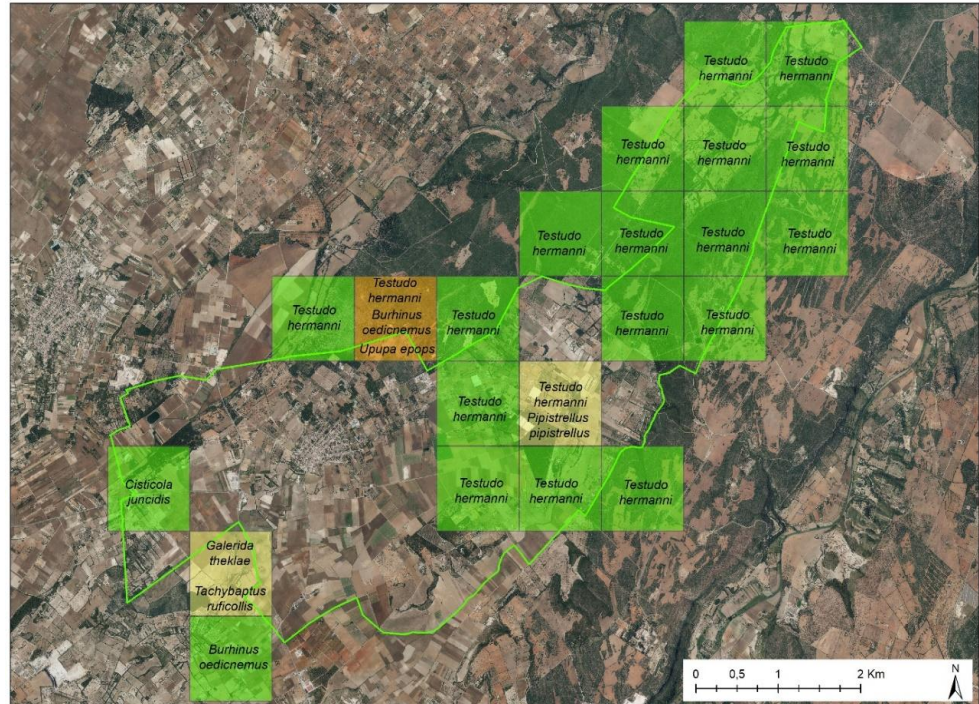 Testudo
hermanni
Testudo
hermanni
Testudo
hermanni
Testudo
hermanni
Testudo
hermanni
Testudo
hermanni
Testudo
hermanni
Testudo
hermanni
Testudo
hermanni
Testudo
hermanni
Testudo
hermanni
Burhinus
oedicnemus
Upupa epops
Testudo
hermanni
Testudo
hermanni
Testudo
hermanni
Testudo
hermanni
Testudo
hermanni
Pipistrellus
pipistrellus
Cisticola
juncidis
Testudo
hermanni
Testudo
hermanni
Testudo
hermanni
Galerida
theklae
Tachybaptus
ruficollis
Burhinus
oedicnemus
0 0,5 1 2 Km
N